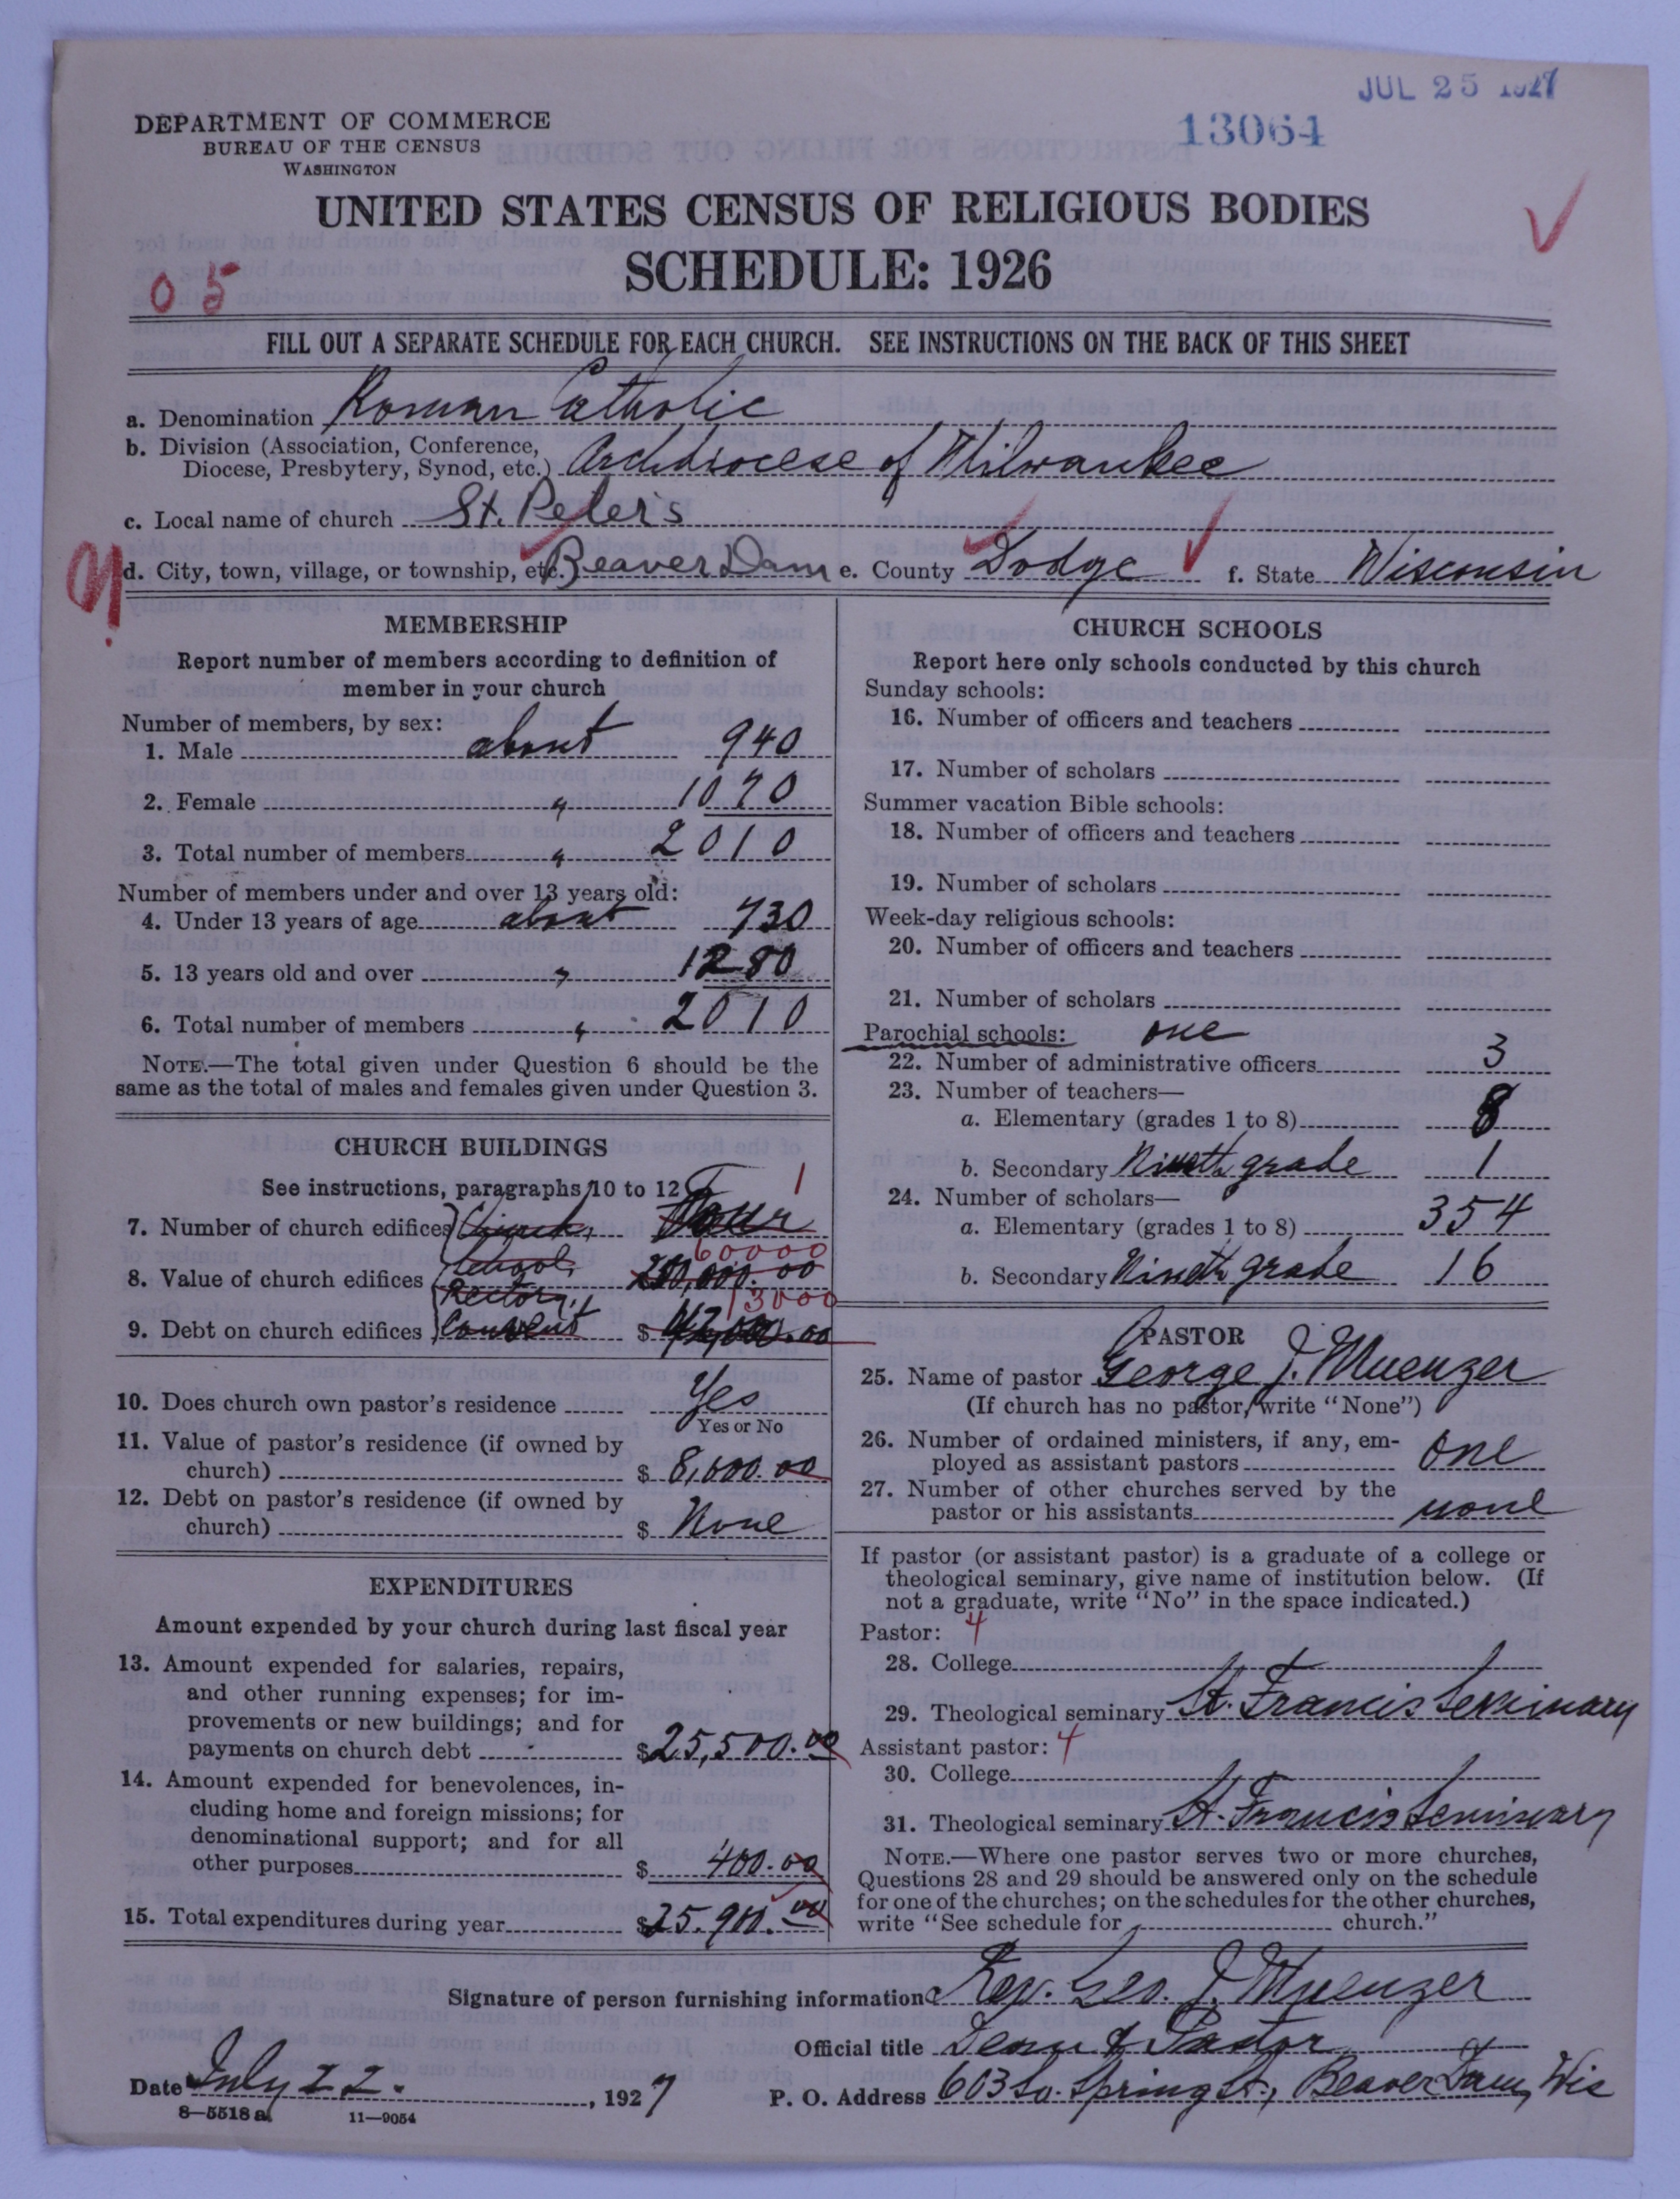 JUL 25 1927
13064
DEPARTMENT OF COMMERCE
BUREAU OF THE CENSUS
WASHINGTON
UNITED STATES CENSUS OF RELIGIOUS BODIES
SCHEDULE: 1926
05
FILL OUT A SEPARATE SCHEDULE FOR EACH CHURCH. SEE INSTRUCTIONS ON THE BACK OF THIS SHEET
a. Denomination Roman Catholic
b. Division (Association, Conference,
Diocese, Presbytery, Synod, etc.) Archdiocese of Milwaukee
c. Local name of church St. Peter's
d. City, town, village, or township, etc. Beaver Dam e. County Dodge f. State Wisconsin
MEMBERSHIP
Report number of members according to definition of
member in your church
Number of members, by sex:
1. Male about 940
2. Female " 1070
3. Total number of members " 2010
Number of members under and over 13 years old:
4. Under 13 years of age about 730
5. 13 years old and over " 1280
6. Total number of members " 2010
NOTE.—The total given under Question 6 should be the
same as the total of males and females given under Question 3.
CHURCH BUILDINGS
See instructions, paragraphs 10 to 12
1
7. Number of church edifices Church, Four
School, 60000
8. Value of church edifices Rectory, 000.00
13000
9. Debt on church edifices Convent $ 000.00
10. Does church own pastor's residence Yes
Yes or No
11. Value of pastor's residence (if owned by
church) $ 8,000.00
12. Debt on pastor's residence (if owned by
church) $ None
EXPENDITURES
Amount expended by your church during last fiscal year
13. Amount expended for salaries, repairs,
and other running expenses; for im-
provements or new buildings; and for
payments on church debt $ 25,500.00
14. Amount expended for benevolences, in-
cluding home and foreign missions; for
denominational support; and for all
other purposes $ 400.00
15. Total expenditures during year $ 25.900.00
CHURCH SCHOOLS
Report here only schools conducted by this church
Sunday schools:
16. Number of officers and teachers
17. Number of scholars
Summer vacation Bible schools:
18. Number of officers and teachers
19. Number of scholars
Week-day religious schools:
20. Number of officers and teachers
21. Number of scholars
Parochial schools: one
22. Number of administrative officers 3
23. Number of teachers—
a. Elementary (grades 1 to 8) 8
b. Secondary Nineth grade 1
24. Number of scholars—
a. Elementary (grades 1 to 8) 354
b. Secondary Nineth grade 16
PASTOR
25. Name of pastor George J. Muenzer
(If church has no pastor, write "None")
26. Number of ordained ministers, if any, em-
ployed as assistant pastors one
27. Number of other churches served by the
pastor or his assistants none
If pastor (or assistant pastor) is a graduate of a college or
theological seminary, give name of institution below. (If
not a graduate, write "No" in the space indicated.)
Pastor: 4
28. College
29. Theological seminary St. Francis Seminary
Assistant pastor: 4
30. College
31. Theological seminary St. Francis Seminary
NOTE.—Where one pastor serves two or more churches,
Questions 28 and 29 should be answered only on the schedule
for one of the churches; on the schedules for the other churches,
write "See schedule for church."
Signature of person furnishing information Rev. Geo. J. Muenzer
Official title Dean & Pastor
Date July 22. , 1927 P. O. Address 603 So. Spring St., Beaver Dam, Wis
8—5518 a 11—9054